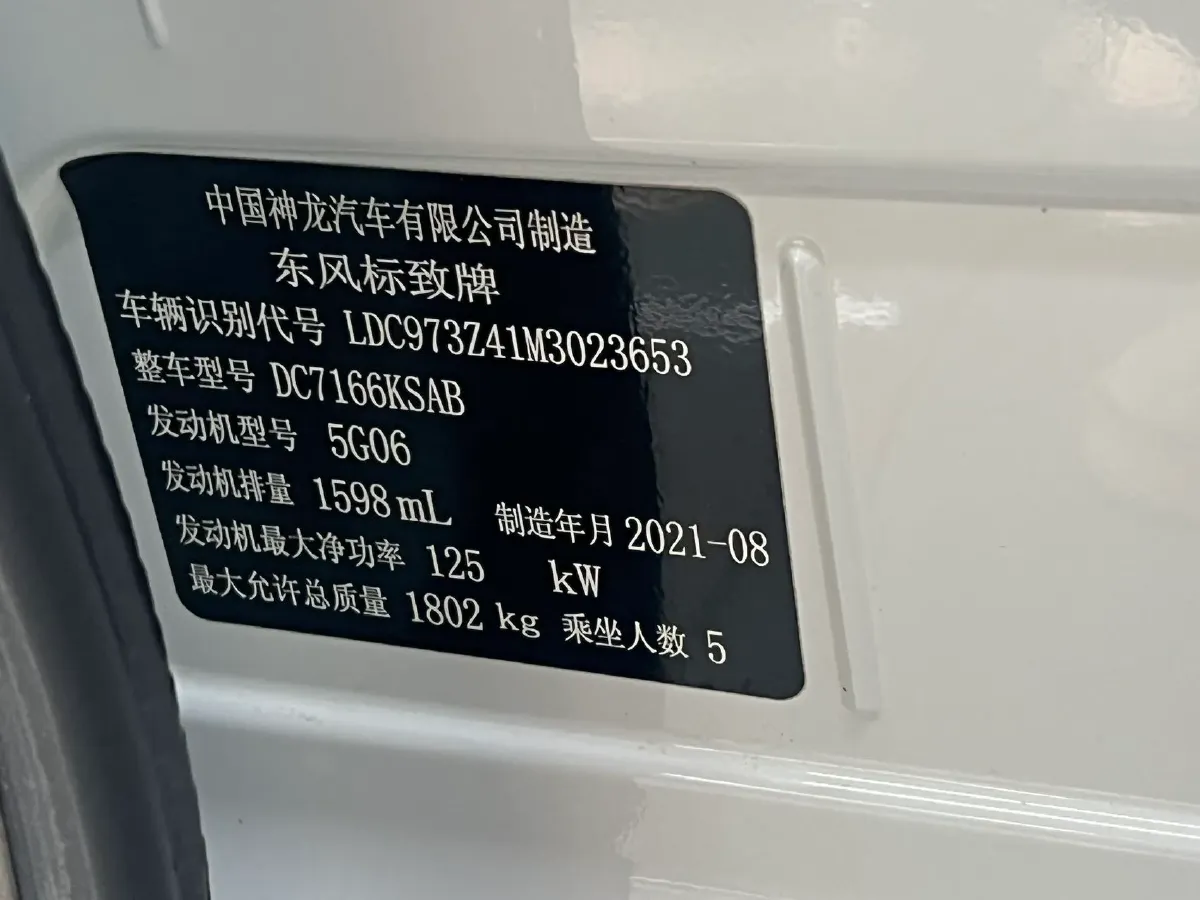 中国神龙汽车有限公司制造
东风标致牌
车辆识别代号 LDC973Z41M3023653
整车型号 DC7166KSAB
发动机型号 5G06
发动机排量 1598 mL 制造年月 2021-08
发动机最大净功率 125 kW
最大允许总质量 1802 kg 乘坐人数 5